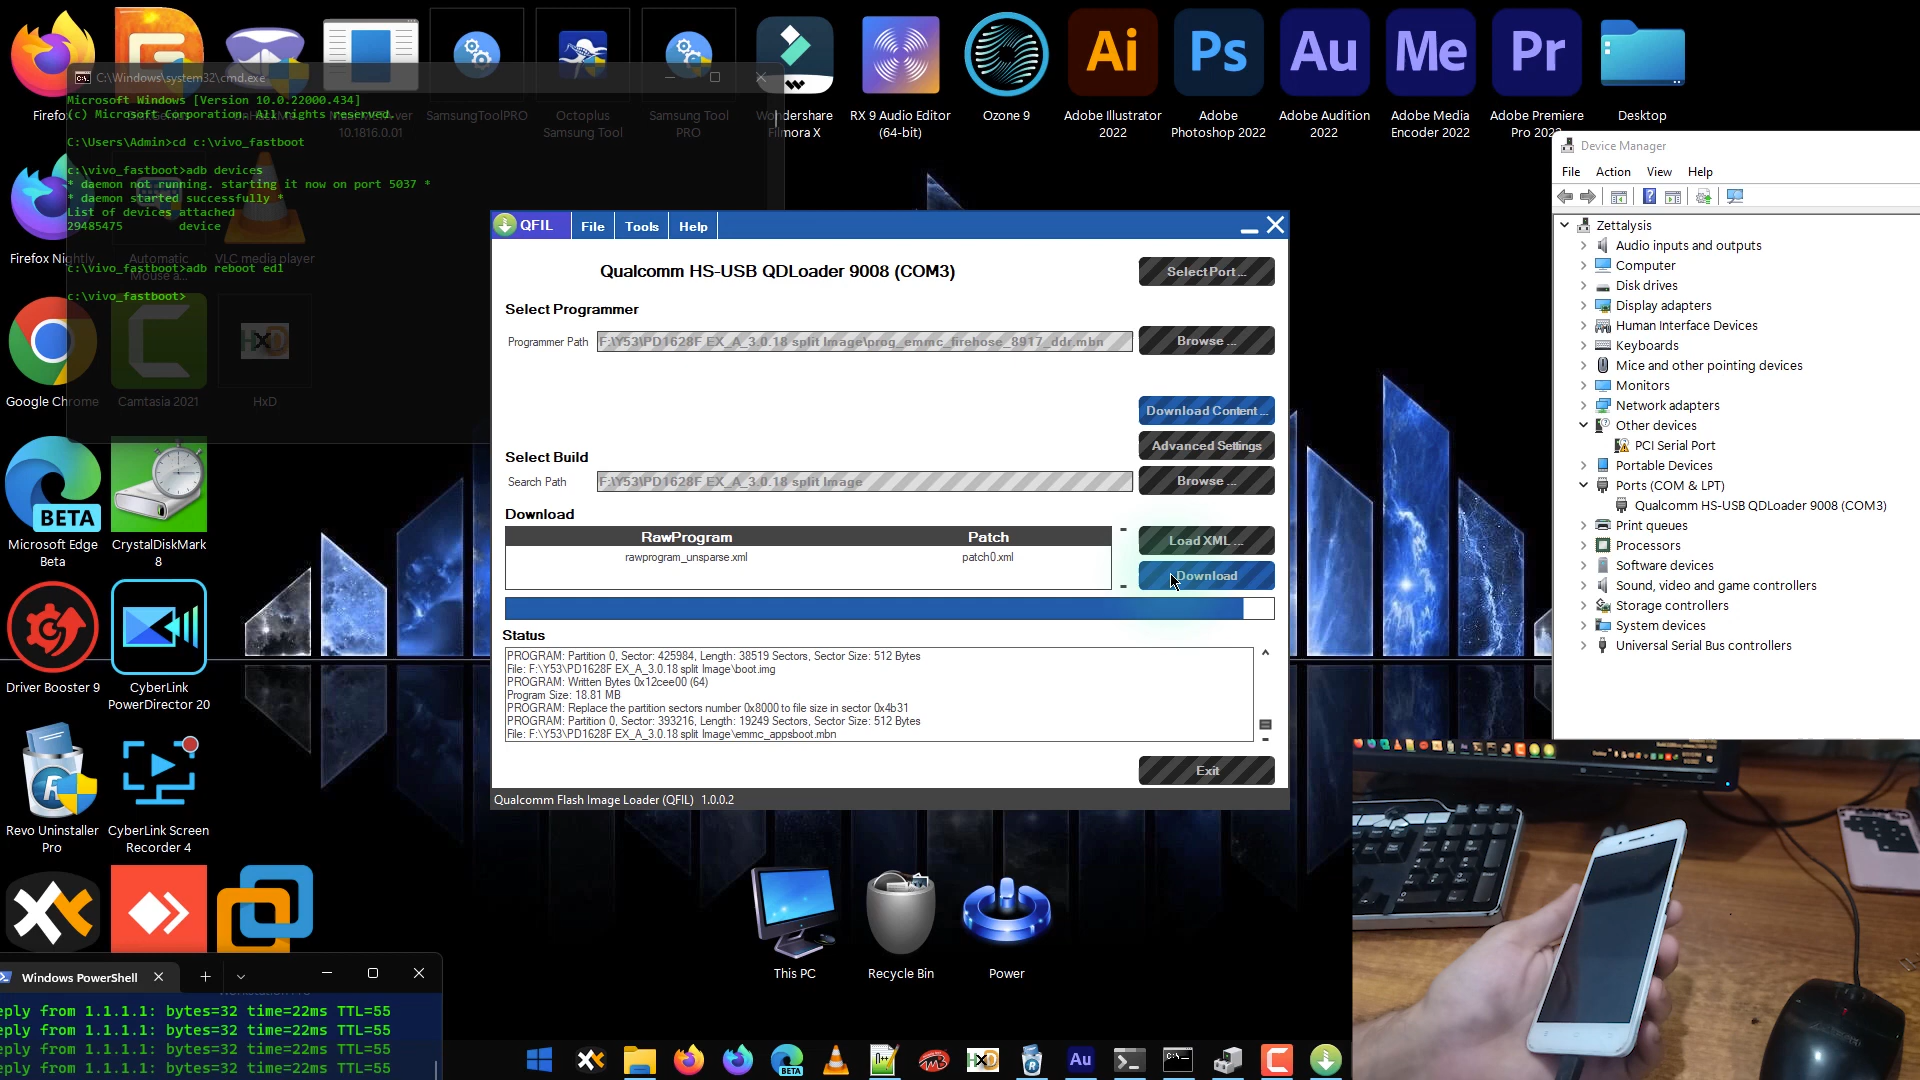 Firefox
10.1816.0.01
SamsungToolPRO
Octoplus
Samsung Tool
Samsung Tool
PRO
Wondershare
Filmora X
RX 9 Audio Editor
(64-bit)
Ozone 9
Ai
Adobe Illustrator
2022
Ps
Adobe
Photoshop 2022
Au
Adobe Audition
2022
Me
Adobe Media
Encoder 2022
Pr
Adobe Premiere
Pro 2022
Desktop
C:\Windows\system32\cmd.exe
Microsoft Windows [Version 10.0.22000.434]
(c) Microsoft Corporation. All rights reserved.
C:\Users\Admin>cd c:\vivo_fastboot
c:\vivo_fastboot>adb devices
* daemon not running. starting it now on port 5037 *
* daemon started successfully *
List of devices attached
29485475 device
c:\vivo_fastboot>adb reboot edl
c:\vivo_fastboot>
Firefox Nightly
Automatic
Mouse a...
VLC media player
Google Chrome
Camtasia 2021
HxD
HxD
BETA
Microsoft Edge
Beta
CrystalDiskMark
8
Driver Booster 9
CyberLink
PowerDirector 20
Revo Uninstaller
Pro
CyberLink Screen
Recorder 4
QFIL
File
Tools
Help
Qualcomm HS-USB QDLoader 9008 (COM3)
Select Port ...
Select Programmer
Programmer Path
F:\Y53\PD1628F EX_A_3.0.18 split Image\prog_emmc_firehose_8917_ddr.mbn
Browse ...
Download Content ...
Advanced Settings
Select Build
Search Path
F:\Y53\PD1628F EX_A_3.0.18 split Image
Browse ...
Download
RawProgram Patch
rawprogram_unsparse.xml patch0.xml
Load XML ...
Download
Status
PROGRAM: Partition 0, Sector: 425984, Length: 38519 Sectors, Sector Size: 512 Bytes
File: F:\Y53\PD1628F EX_A_3.0.18 split Image\boot.img
PROGRAM: Written Bytes 0x12cee00 (64)
Program Size: 18.81 MB
PROGRAM: Replace the partition sectors number 0x8000 to file size in sector 0x4b31
PROGRAM: Partition 0, Sector: 393216, Length: 19249 Sectors, Sector Size: 512 Bytes
File: F:\Y53\PD1628F EX_A_3.0.18 split Image\emmc_appsboot.mbn
Exit
Qualcomm Flash Image Loader (QFIL) 1.0.0.2
Device Manager
File Action View Help
Zettalysis
Audio inputs and outputs
Computer
Disk drives
Display adapters
Human Interface Devices
Keyboards
Mice and other pointing devices
Monitors
Network adapters
Other devices
PCI Serial Port
Portable Devices
Ports (COM & LPT)
Qualcomm HS-USB QDLoader 9008 (COM3)
Print queues
Processors
Software devices
Sound, video and game controllers
Storage controllers
System devices
Universal Serial Bus controllers
This PC
Recycle Bin
Power
Windows PowerShell
eply from 1.1.1.1: bytes=32 time=22ms TTL=55
eply from 1.1.1.1: bytes=32 time=22ms TTL=55
eply from 1.1.1.1: bytes=32 time=22ms TTL=55
eply from 1.1.1.1: bytes=32 time=22ms TTL=55
BETA
HxD
Au